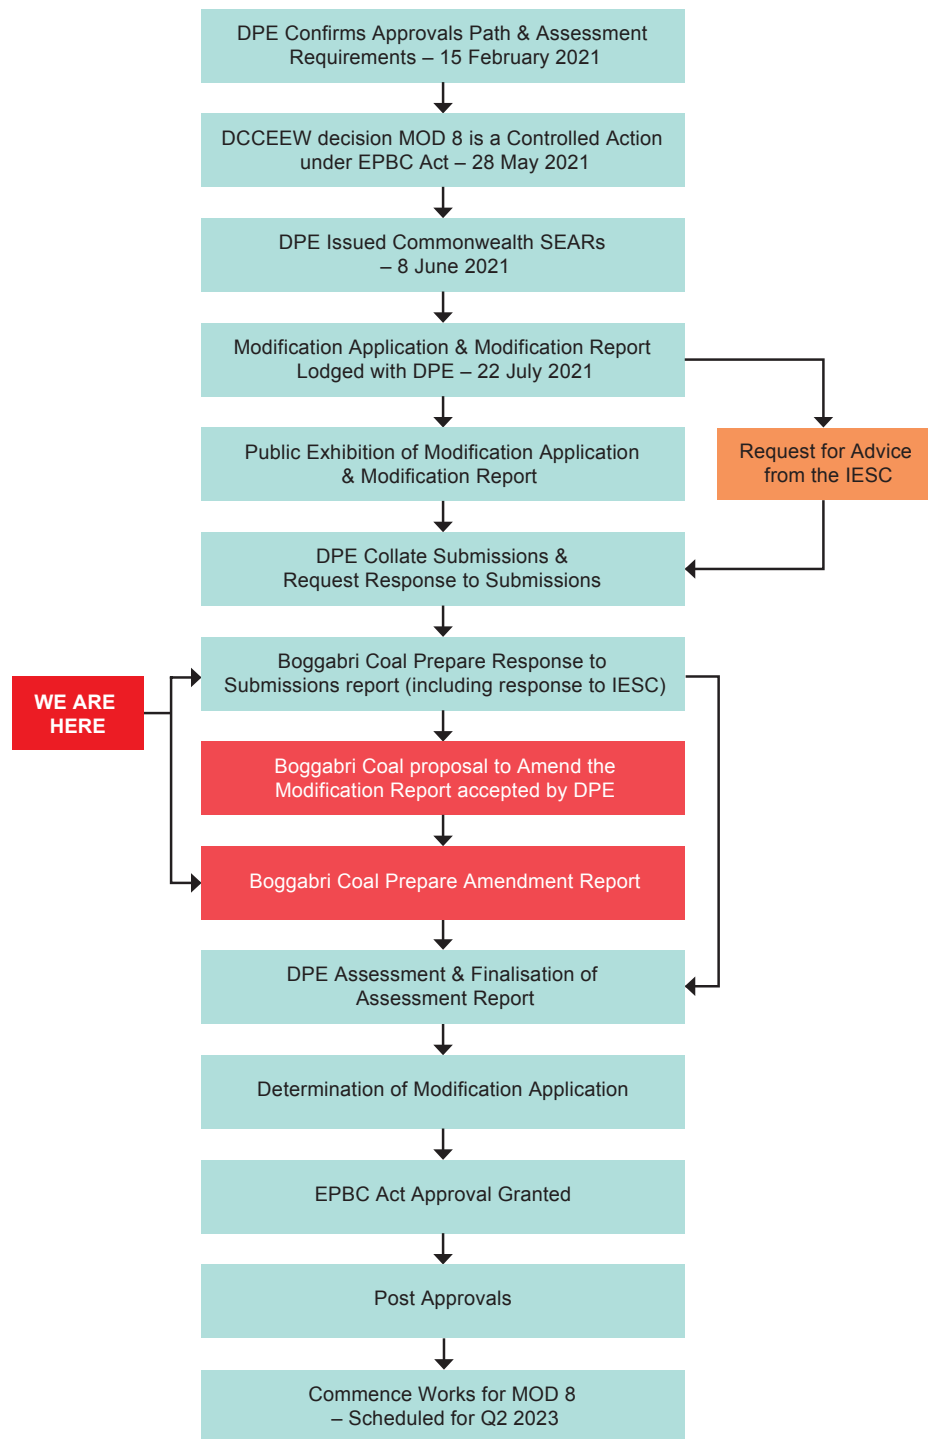 DPE Confirms Approvals Path & Assessment
Requirements – 15 February 2021
DCCEEW decision MOD 8 is a Controlled Action
under EPBC Act – 28 May 2021
DPE Issued Commonwealth SEARs
– 8 June 2021
Modification Application & Modification Report
Lodged with DPE – 22 July 2021
Public Exhibition of Modification Application
& Modification Report
Request for Advice
from the IESC
DPE Collate Submissions &
Request Response to Submissions
Boggabri Coal Prepare Response to
Submissions report (including response to IESC)
WE ARE
HERE
Boggabri Coal proposal to Amend the
Modification Report accepted by DPE
Boggabri Coal Prepare Amendment Report
DPE Assessment & Finalisation of
Assessment Report
Determination of Modification Application
EPBC Act Approval Granted
Post Approvals
Commence Works for MOD 8
– Scheduled for Q2 2023